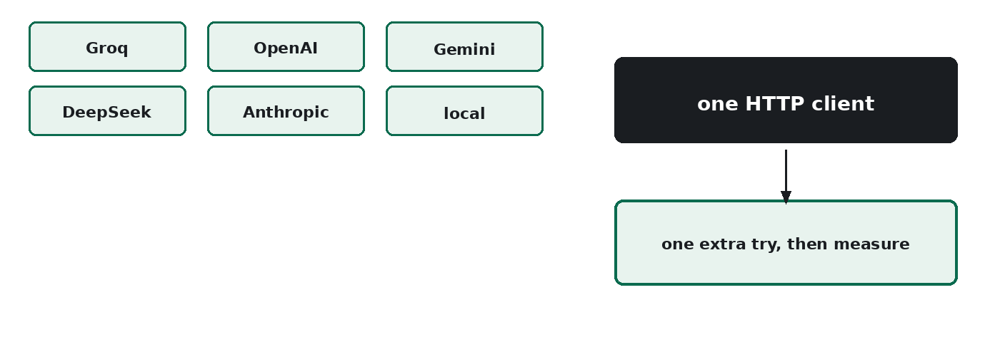 Groq
OpenAI
Gemini
DeepSeek
Anthropic
local
one HTTP client
one extra try, then measure